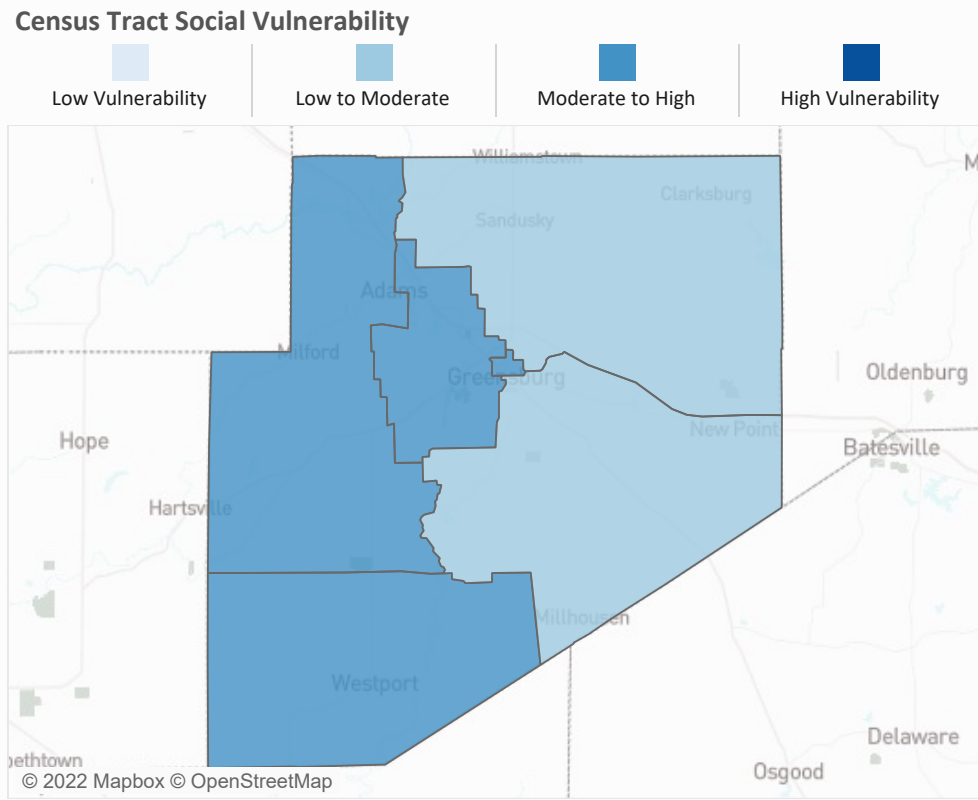 Census Tract Social Vulnerability
Low Vulnerability
Low to Moderate
Moderate to High
High Vulnerability
Williamstown
M
Clarksburg
Sandusky
Adams
Milford
Oldenburg
Greensburg
Hope
New Point
Batesville
Hartsville
Millhousen
Westport
Delaware
bethtown
Osgood
© 2022 Mapbox © OpenStreetMap